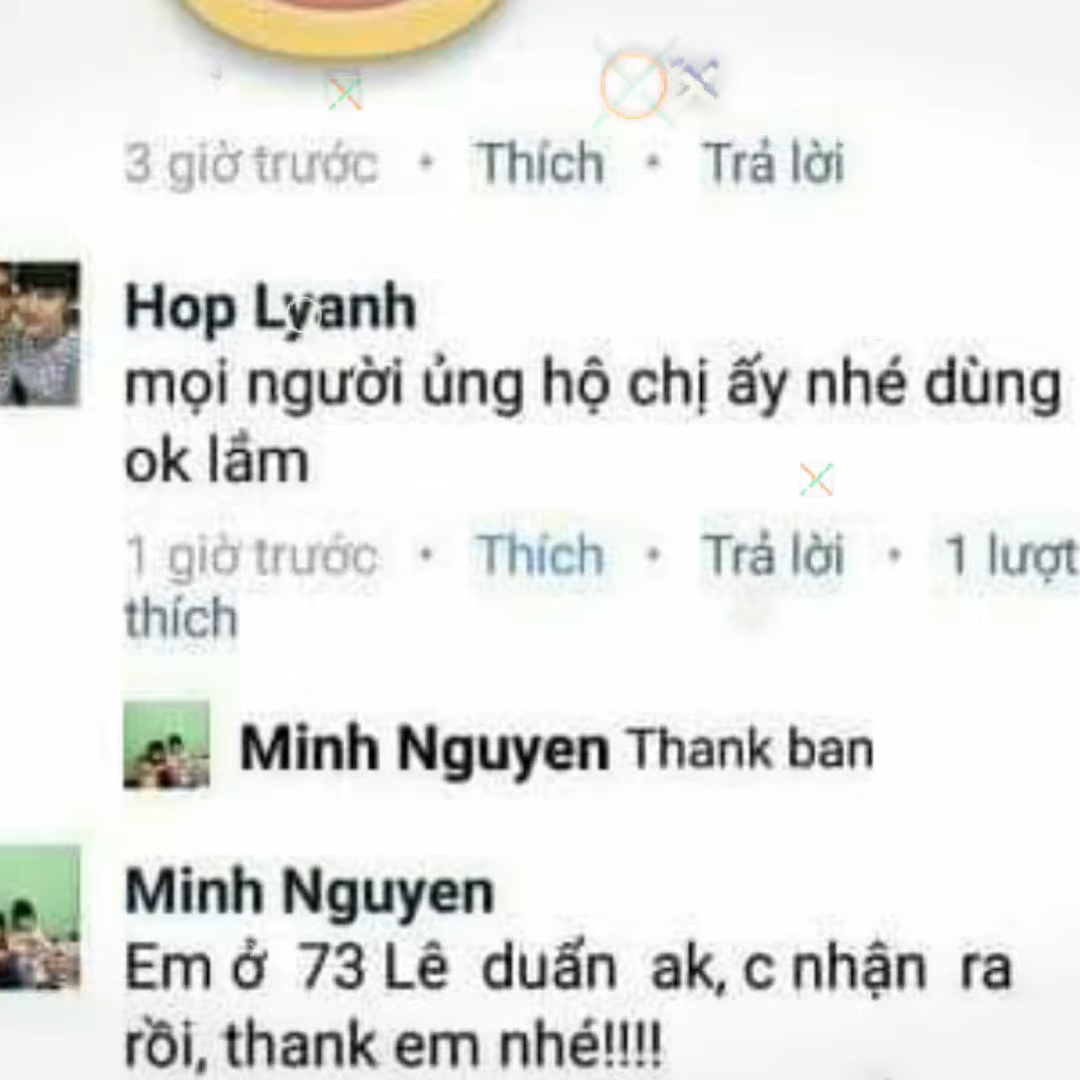 3 giờ trước • Thích • Trả lời
Hop Lyanh
mọi người ủng hộ chị ấy nhé dùng
ok lắm
1 giờ trước • Thích • Trả lời • 1 lượt
thích
Minh Nguyen Thank ban
Minh Nguyen
Em ở 73 Lê duẩn ak, c nhận ra
rồi, thank em nhé!!!!